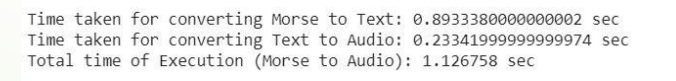 Time taken for converting Morse to Text: 0.8933380000000002 sec
Time taken for converting Text to Audio: 0.23341999999999974 sec
Total time of Execution (Morse to Audio): 1.126758 sec